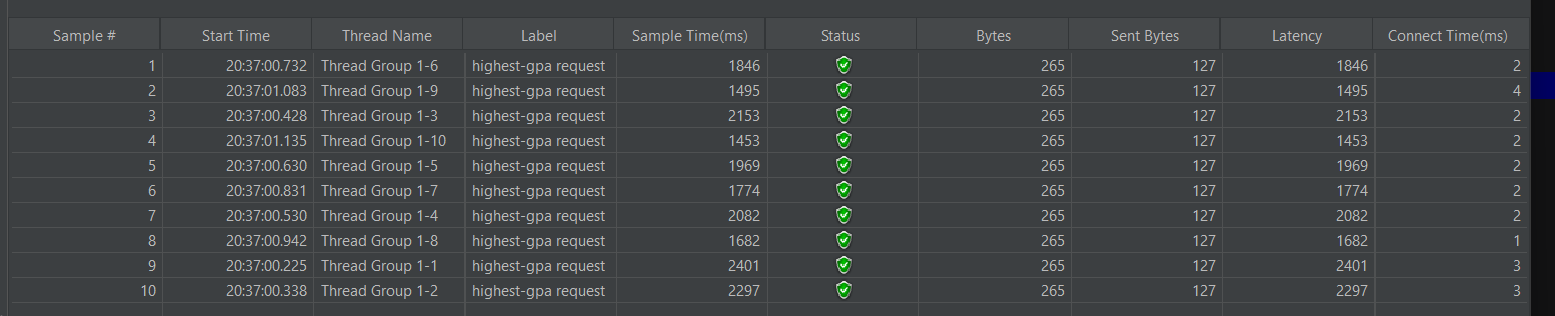 Sample # Start Time Thread Name Label Sample Time(ms) Status Bytes Sent Bytes Latency Connect Time(ms)
1 20:37:00.732 Thread Group 1-6 highest-gpa request 1846 265 127 1846 2
2 20:37:01.083 Thread Group 1-9 highest-gpa request 1495 265 127 1495 4
3 20:37:00.428 Thread Group 1-3 highest-gpa request 2153 265 127 2153 2
4 20:37:01.135 Thread Group 1-10 highest-gpa request 1453 265 127 1453 2
5 20:37:00.630 Thread Group 1-5 highest-gpa request 1969 265 127 1969 2
6 20:37:00.831 Thread Group 1-7 highest-gpa request 1774 265 127 1774 2
7 20:37:00.530 Thread Group 1-4 highest-gpa request 2082 265 127 2082 2
8 20:37:00.942 Thread Group 1-8 highest-gpa request 1682 265 127 1682 1
9 20:37:00.225 Thread Group 1-1 highest-gpa request 2401 265 127 2401 3
10 20:37:00.338 Thread Group 1-2 highest-gpa request 2297 265 127 2297 3